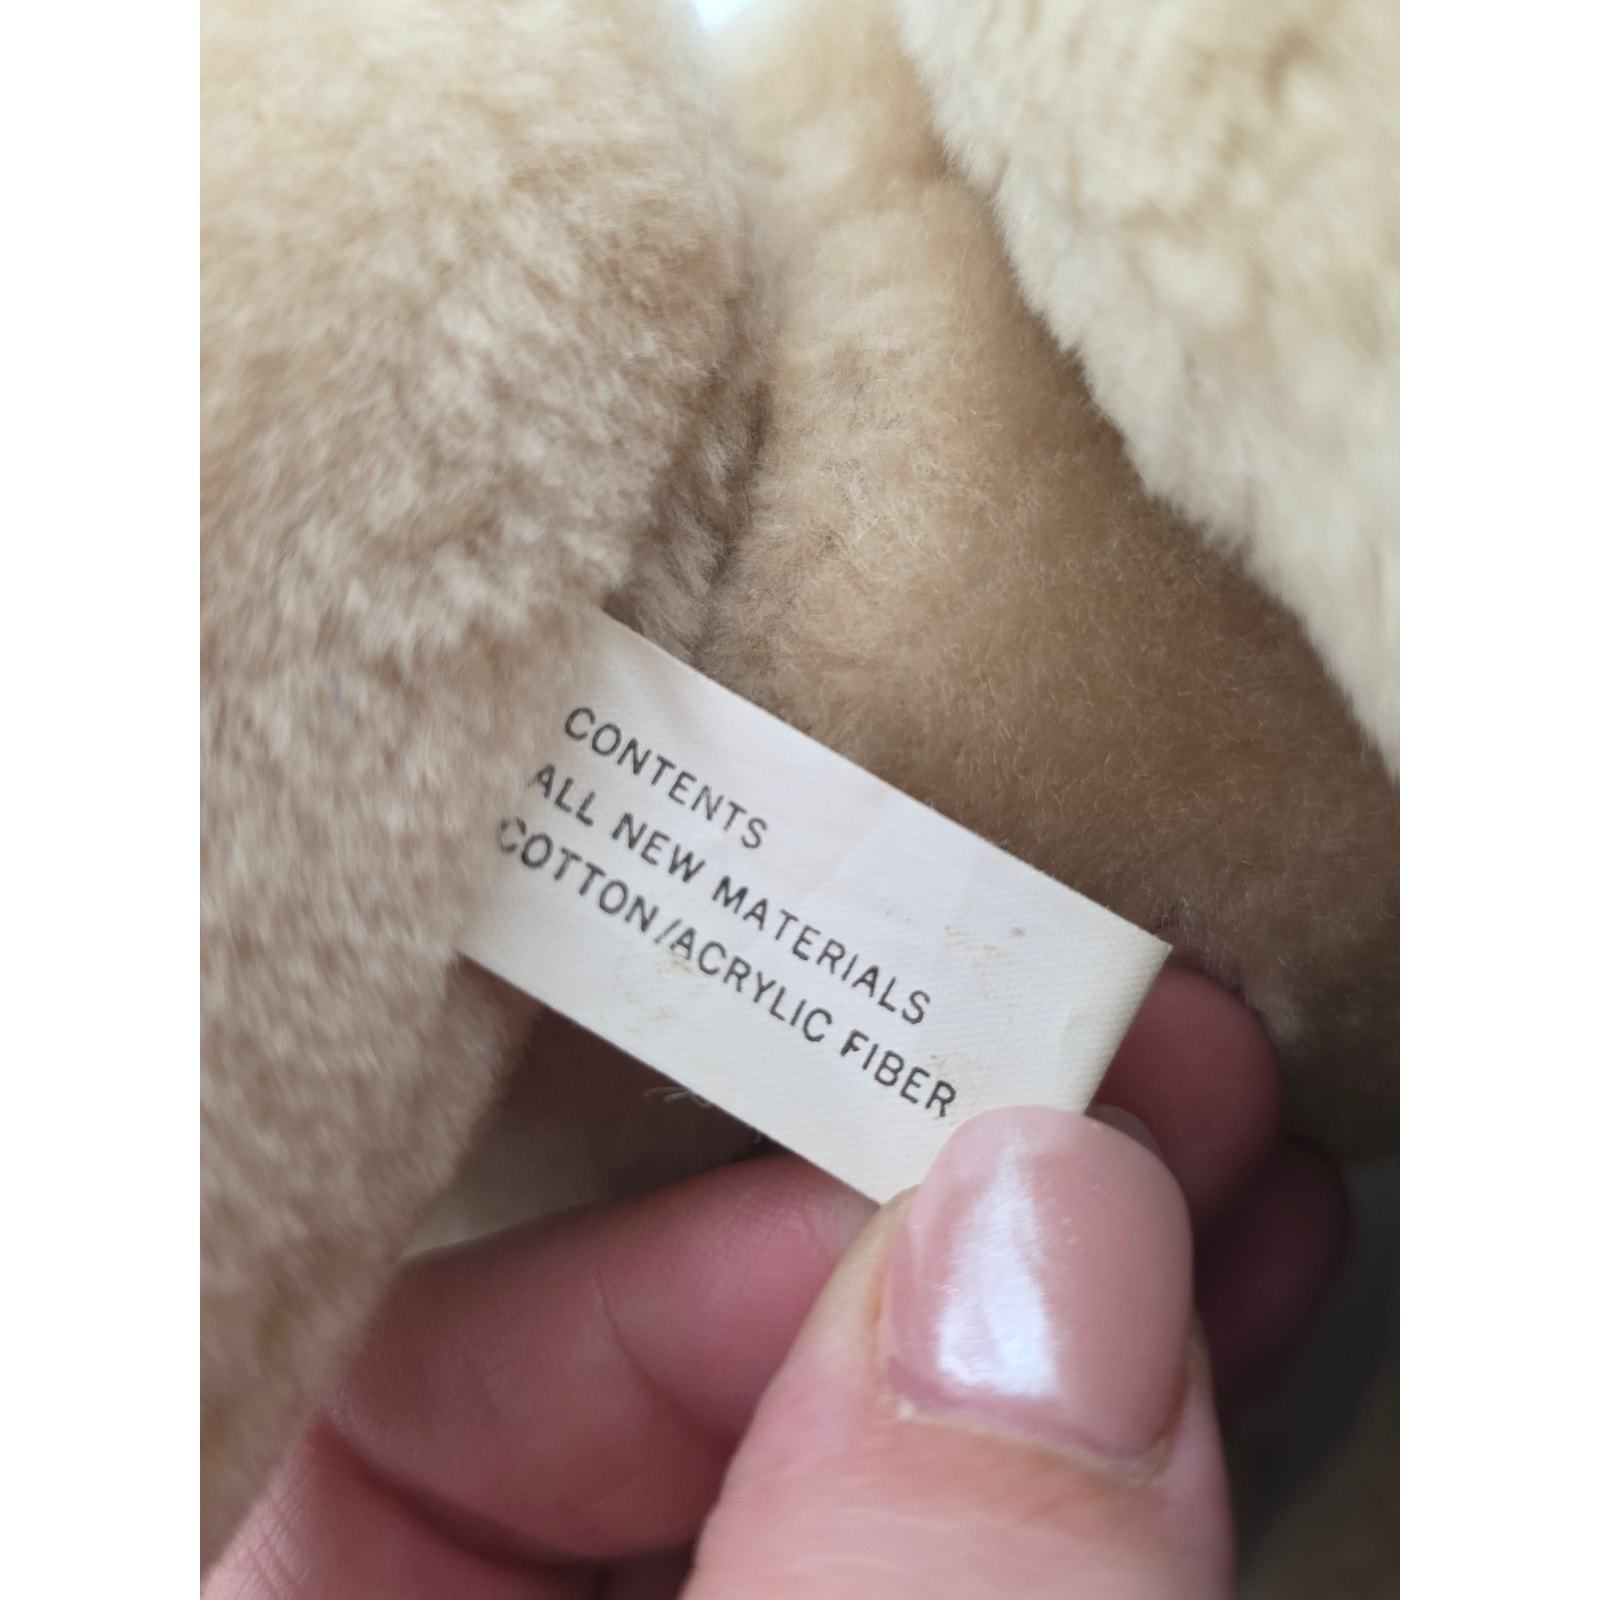 CONTENTS
ALL NEW MATERIALS
COTTON/ACRYLIC FIBER